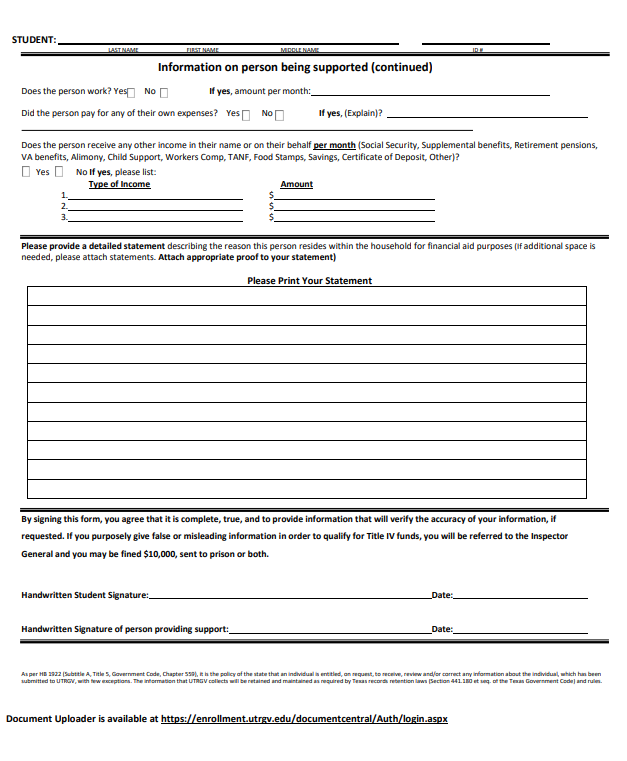 STUDENT:
LAST NAME FIRST NAME MIDDLE NAME ID #
Information on person being supported (continued)
Does the person work? Yes No If yes, amount per month:
Did the person pay for any of their own expenses? Yes No If yes, (Explain)?
Does the person receive any other income in their name or on their behalf per month (Social Security, Supplemental benefits, Retirement pensions,
VA benefits, Alimony, Child Support, Workers Comp, TANF, Food Stamps, Savings, Certificate of Deposit, Other)?
Yes No If yes, please list:
Type of Income Amount
1. $
2. $
3. $
Please provide a detailed statement describing the reason this person resides within the household for financial aid purposes (If additional space is
needed, please attach statements. Attach appropriate proof to your statement)
Please Print Your Statement
By signing this form, you agree that it is complete, true, and to provide information that will verify the accuracy of your information, if
requested. If you purposely give false or misleading information in order to qualify for Title IV funds, you will be referred to the Inspector
General and you may be fined $10,000, sent to prison or both.
Handwritten Student Signature: Date:
Handwritten Signature of person providing support: Date:
As per HB 1922 (Subtitle A, Title 5, Government Code, Chapter 559), it is the policy of the state that an individual is entitled, on request, to receive, review and/or correct any information about the individual, which has been
submitted to UTRGV, with few exceptions. The information that UTRGV collects will be retained and maintained as required by Texas records retention laws (Section 441.180 et seq. of the Texas Government Code) and rules.
Document Uploader is available at https://enrollment.utrgv.edu/documentcentral/Auth/login.aspx